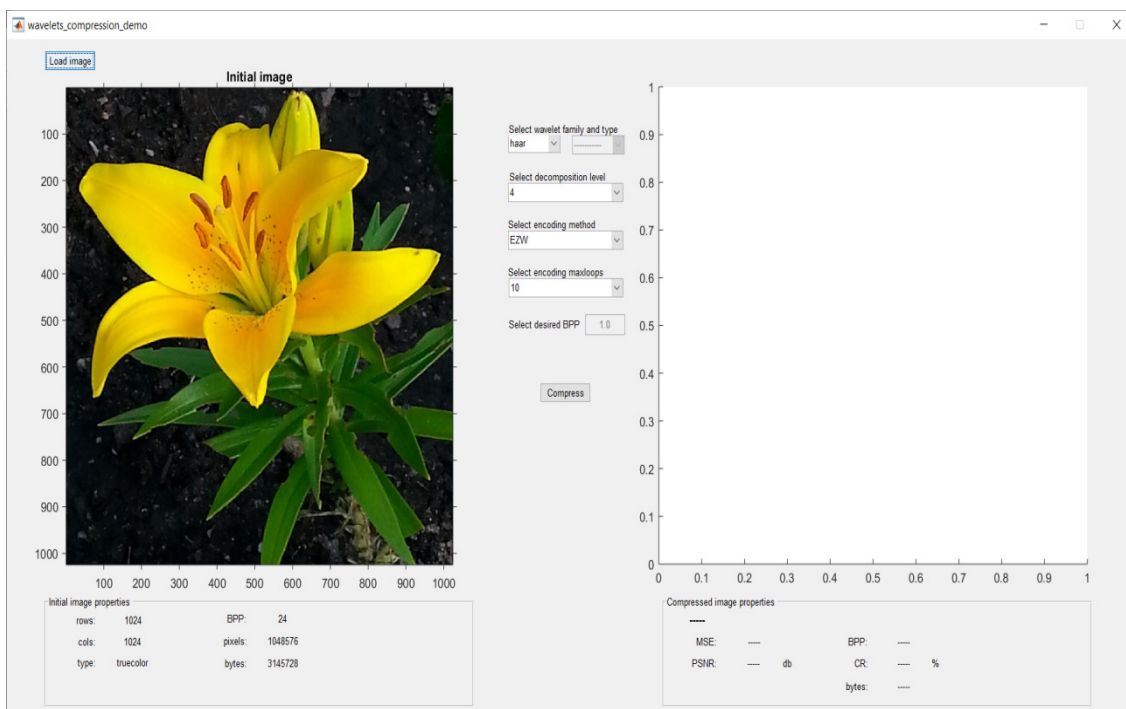 wavelets_compression_demo
Load image
Initial image
100
200
300
400
500
600
700
800
900
1000
100 200 300 400 500 600 700 800 900 1000
Initial image properties
rows: 1024 BPP: 24
cols: 1024 pixels: 1048576
type: truecolor bytes: 3145728
Select wavelet family and type
haar ----------
Select decomposition level
4
Select encoding method
EZW
Select encoding maxloops
10
Select desired BPP 1.0
Compress
1
0.9
0.8
0.7
0.6
0.5
0.4
0.3
0.2
0.1
0
0 0.1 0.2 0.3 0.4 0.5 0.6 0.7 0.8 0.9 1
Compressed image properties
-----
MSE: ---- BPP: ----
PSNR: ---- db CR: ---- %
bytes: ----